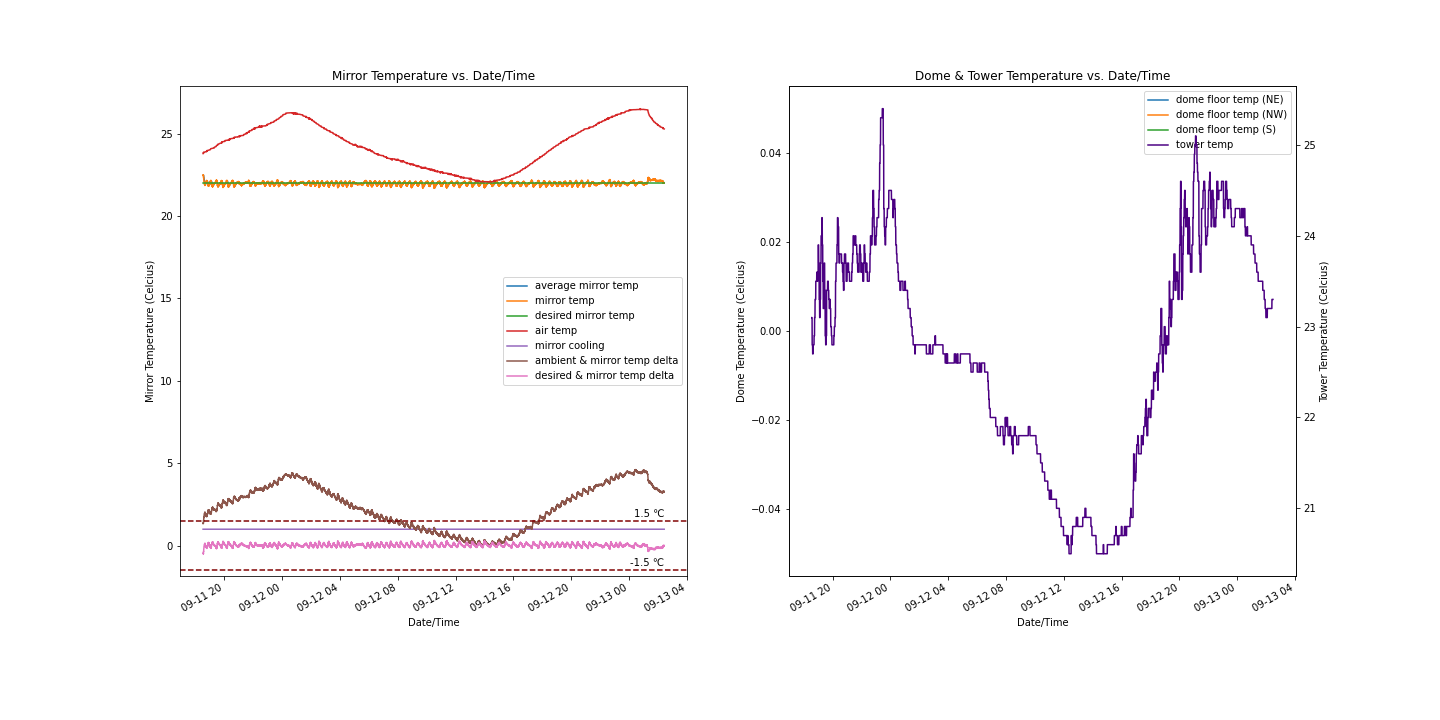 Mirror Temperature vs. Date/Time
Mirror Temperature (Celcius)
25
20
15
10
5
0
average mirror temp
mirror temp
desired mirror temp
air temp
mirror cooling
ambient & mirror temp delta
desired & mirror temp delta
1.5 °C
-1.5 °C
09-11 20
09-12 00
09-12 04
09-12 08
09-12 12
09-12 16
09-12 20
09-13 00
09-13 04
Date/Time
Dome & Tower Temperature vs. Date/Time
Dome Temperature (Celcius)
0.04
0.02
0.00
−0.02
−0.04
dome floor temp (NE)
dome floor temp (NW)
dome floor temp (S)
tower temp
25
24
23
22
21
Tower Temperature (Celcius)
09-11 20
09-12 00
09-12 04
09-12 08
09-12 12
09-12 16
09-12 20
09-13 00
09-13 04
Date/Time